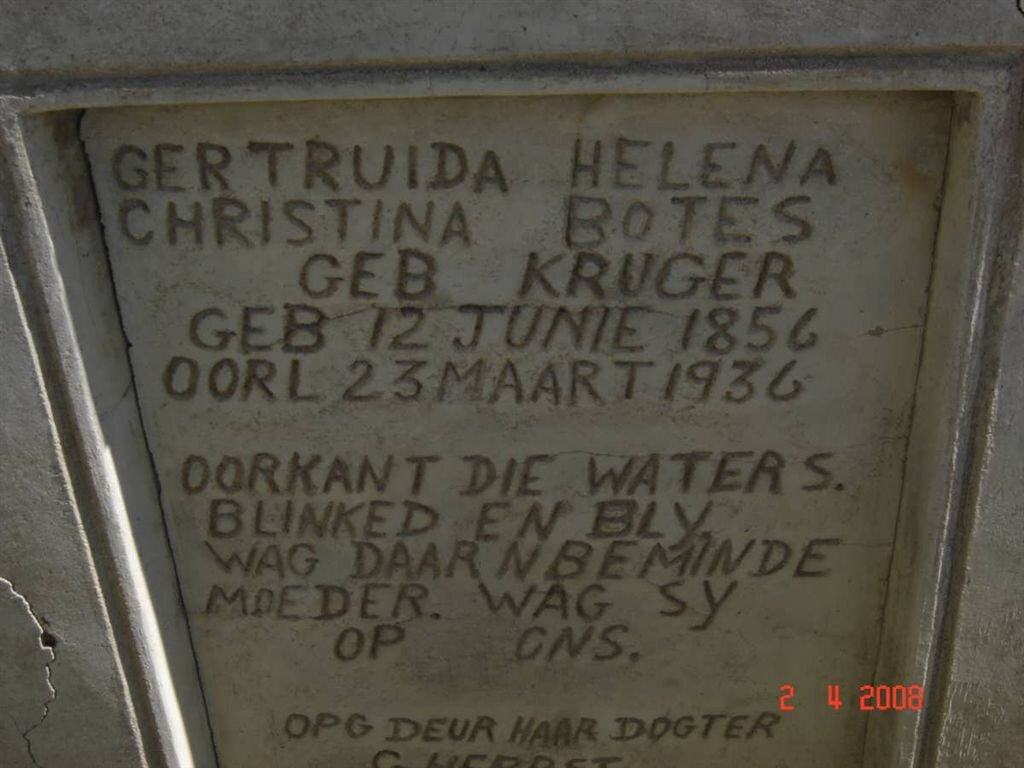 GERTRUIDA HELENA
CHRISTINA BOTES
GEB KRUGER
GEB 12 JUNIE 1856
OORL 23 MAART 1936
OORKANT DIE WATERS.
BLINKED EN BLY,
WAG DAAR N BEMINDE
MOEDER. WAG SY
OP ONS.
OPG DEUR HAAR DOGTER
G HERBST
2 4 2008